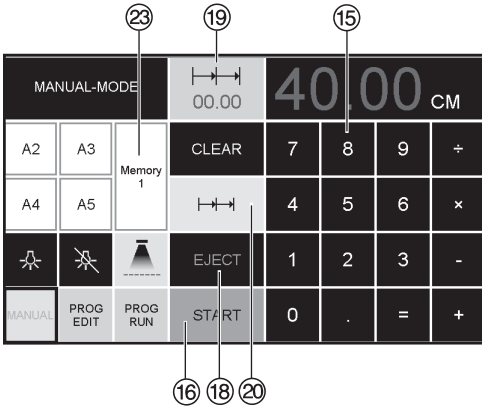 23 19 15
MANUAL-MODE 00.00 40.00 CM
A2 A3 Memory 1 CLEAR 7 8 9 ÷
A4 A5 4 5 6 ×
EJECT 1 2 3 -
MANUAL PROG EDIT PROG RUN START 0 . = +
16 18 20